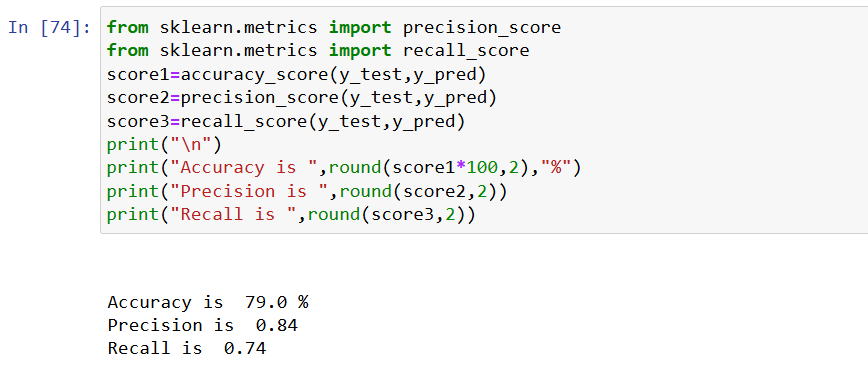 In [74]: from sklearn.metrics import precision_score
from sklearn.metrics import recall_score
score1=accuracy_score(y_test,y_pred)
score2=precision_score(y_test,y_pred)
score3=recall_score(y_test,y_pred)
print("\n")
print("Accuracy is ",round(score1*100,2),"%")
print("Precision is ",round(score2,2))
print("Recall is ",round(score3,2))
Accuracy is  79.0 %
Precision is  0.84
Recall is  0.74